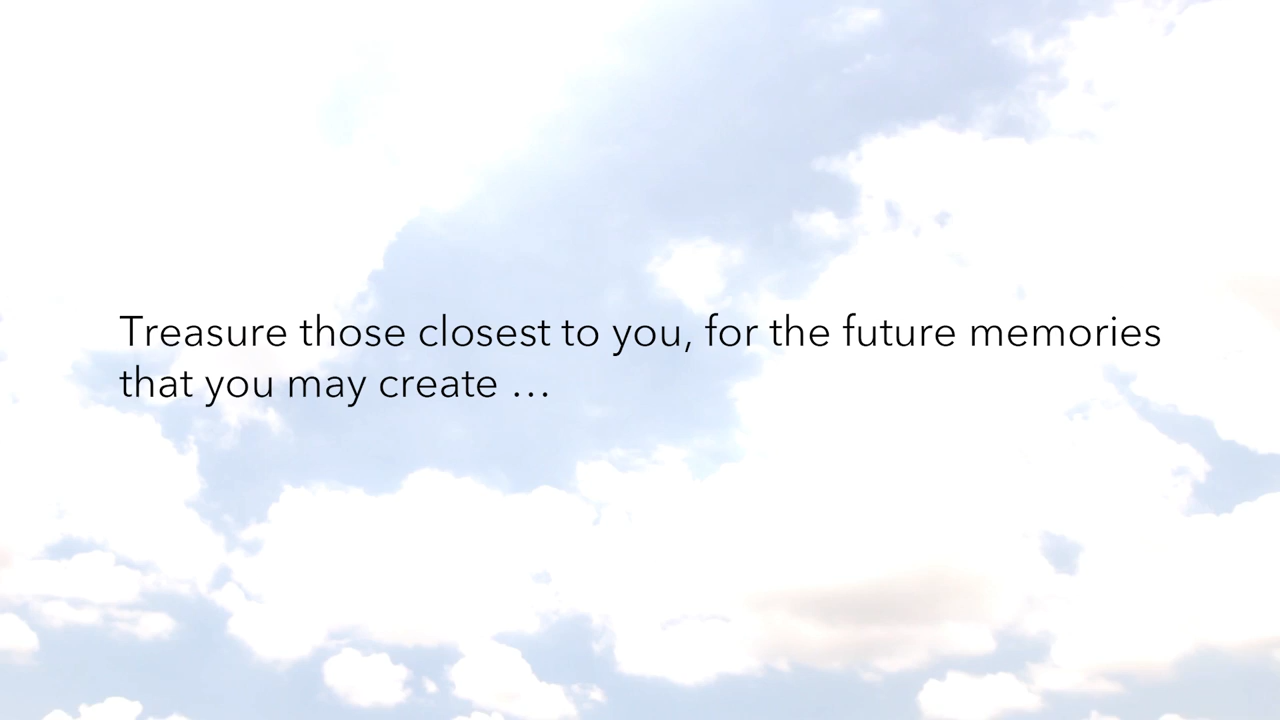 Treasure those closest to you, for the future memories
that you may create …